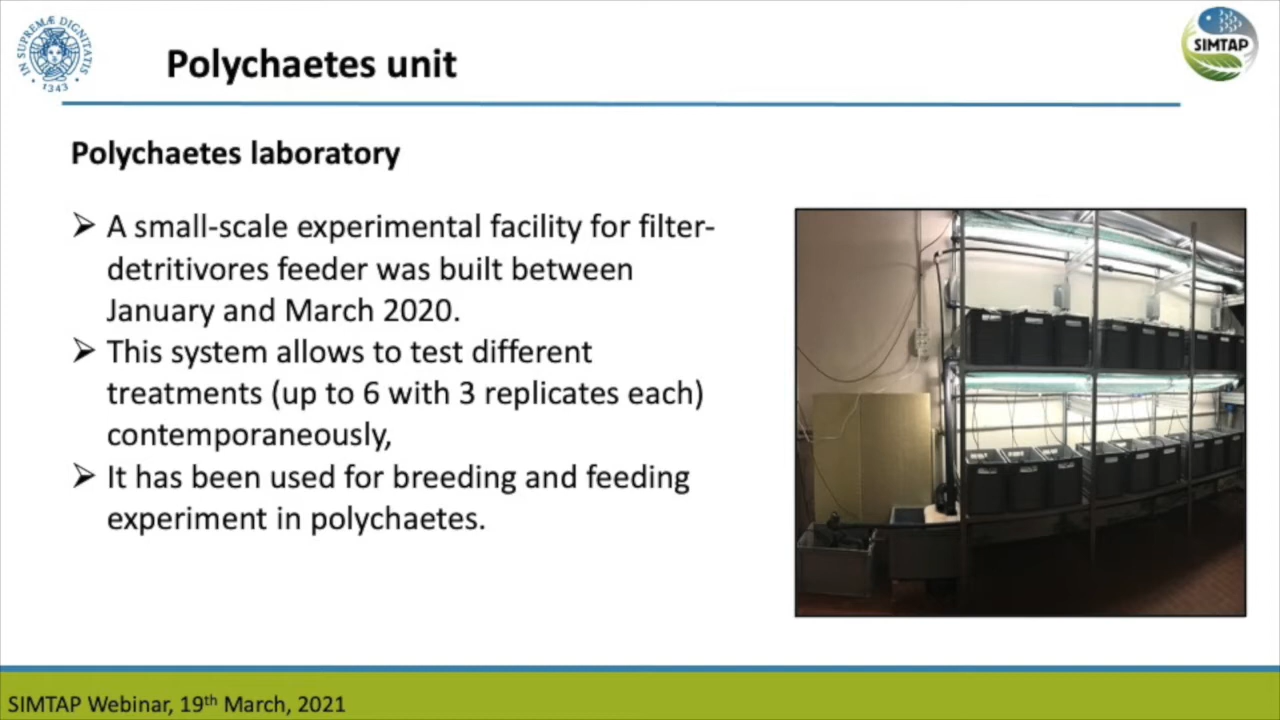 IN SUPREMÆ DIGNITATIS
1343
Polychaetes unit
SIMTAP
Polychaetes laboratory
➢ A small-scale experimental facility for filter-
detritivores feeder was built between
January and March 2020.
➢ This system allows to test different
treatments (up to 6 with 3 replicates each)
contemporaneously,
➢ It has been used for breeding and feeding
experiment in polychaetes.
SIMTAP Webinar, 19th March, 2021